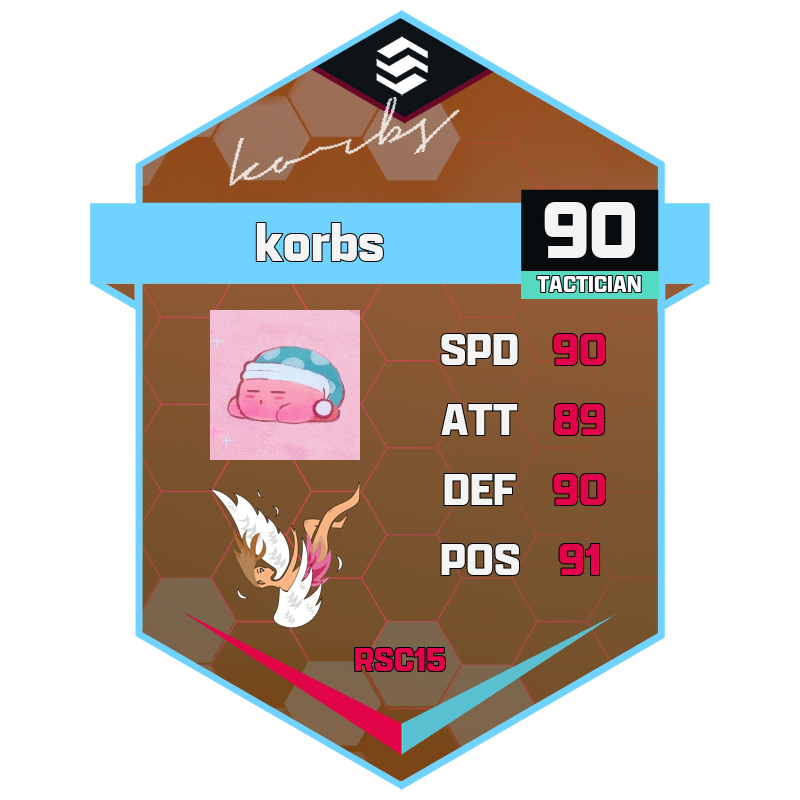 korbs
korbs
90
TACTICIAN
SPD 90
ATT 89
DEF 90
POS 91
RSC15